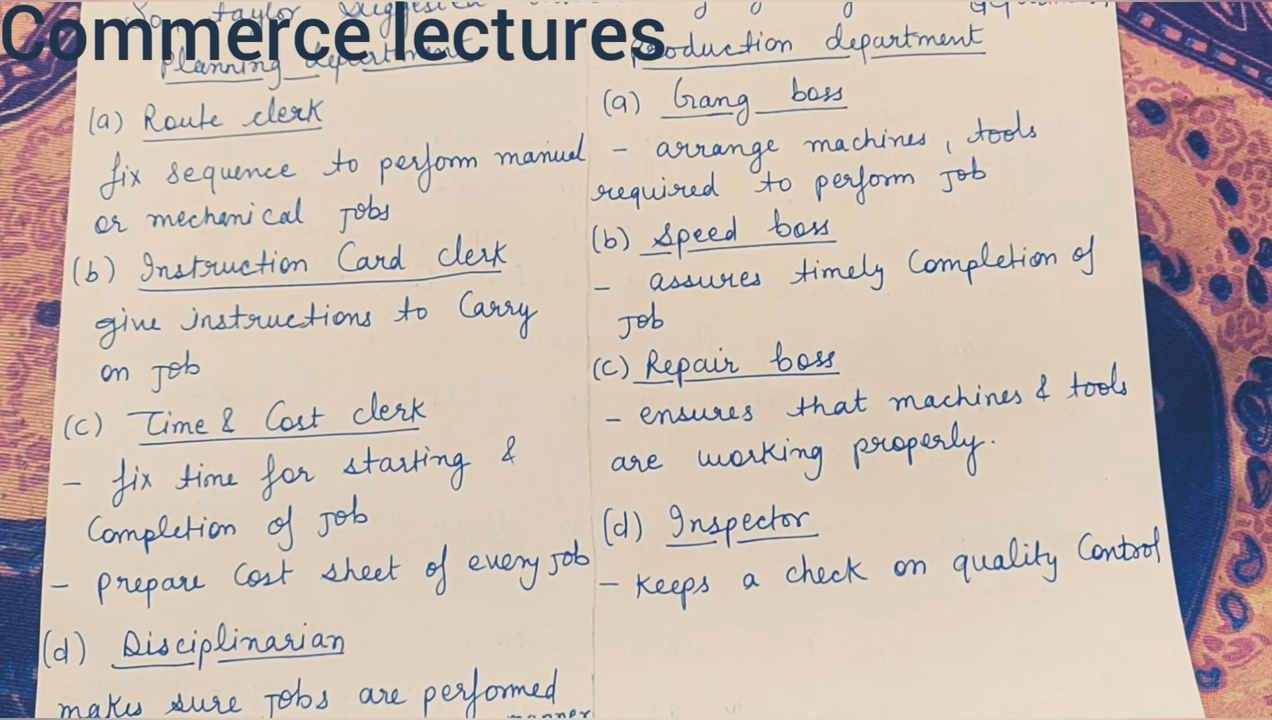 Commerce lectures
Planning department
(a) Route clerk
fix sequence to perform manual
or mechanical jobs
(b) Instruction Card clerk
give instructions to Carry
on job
(c) Time & Cost clerk
- fix time for starting &
Completion of job
- prepare Cost sheet of every job
(d) Disciplinarian
makes sure jobs are performed
manner
Production department
(a) Gang boss
- arrange machines, tools
required to perform job
(b) Speed boss
- assures timely Completion of
job
(c) Repair boss
- ensures that machines & tools
are working properly.
(d) Inspector
- keeps a check on quality Control